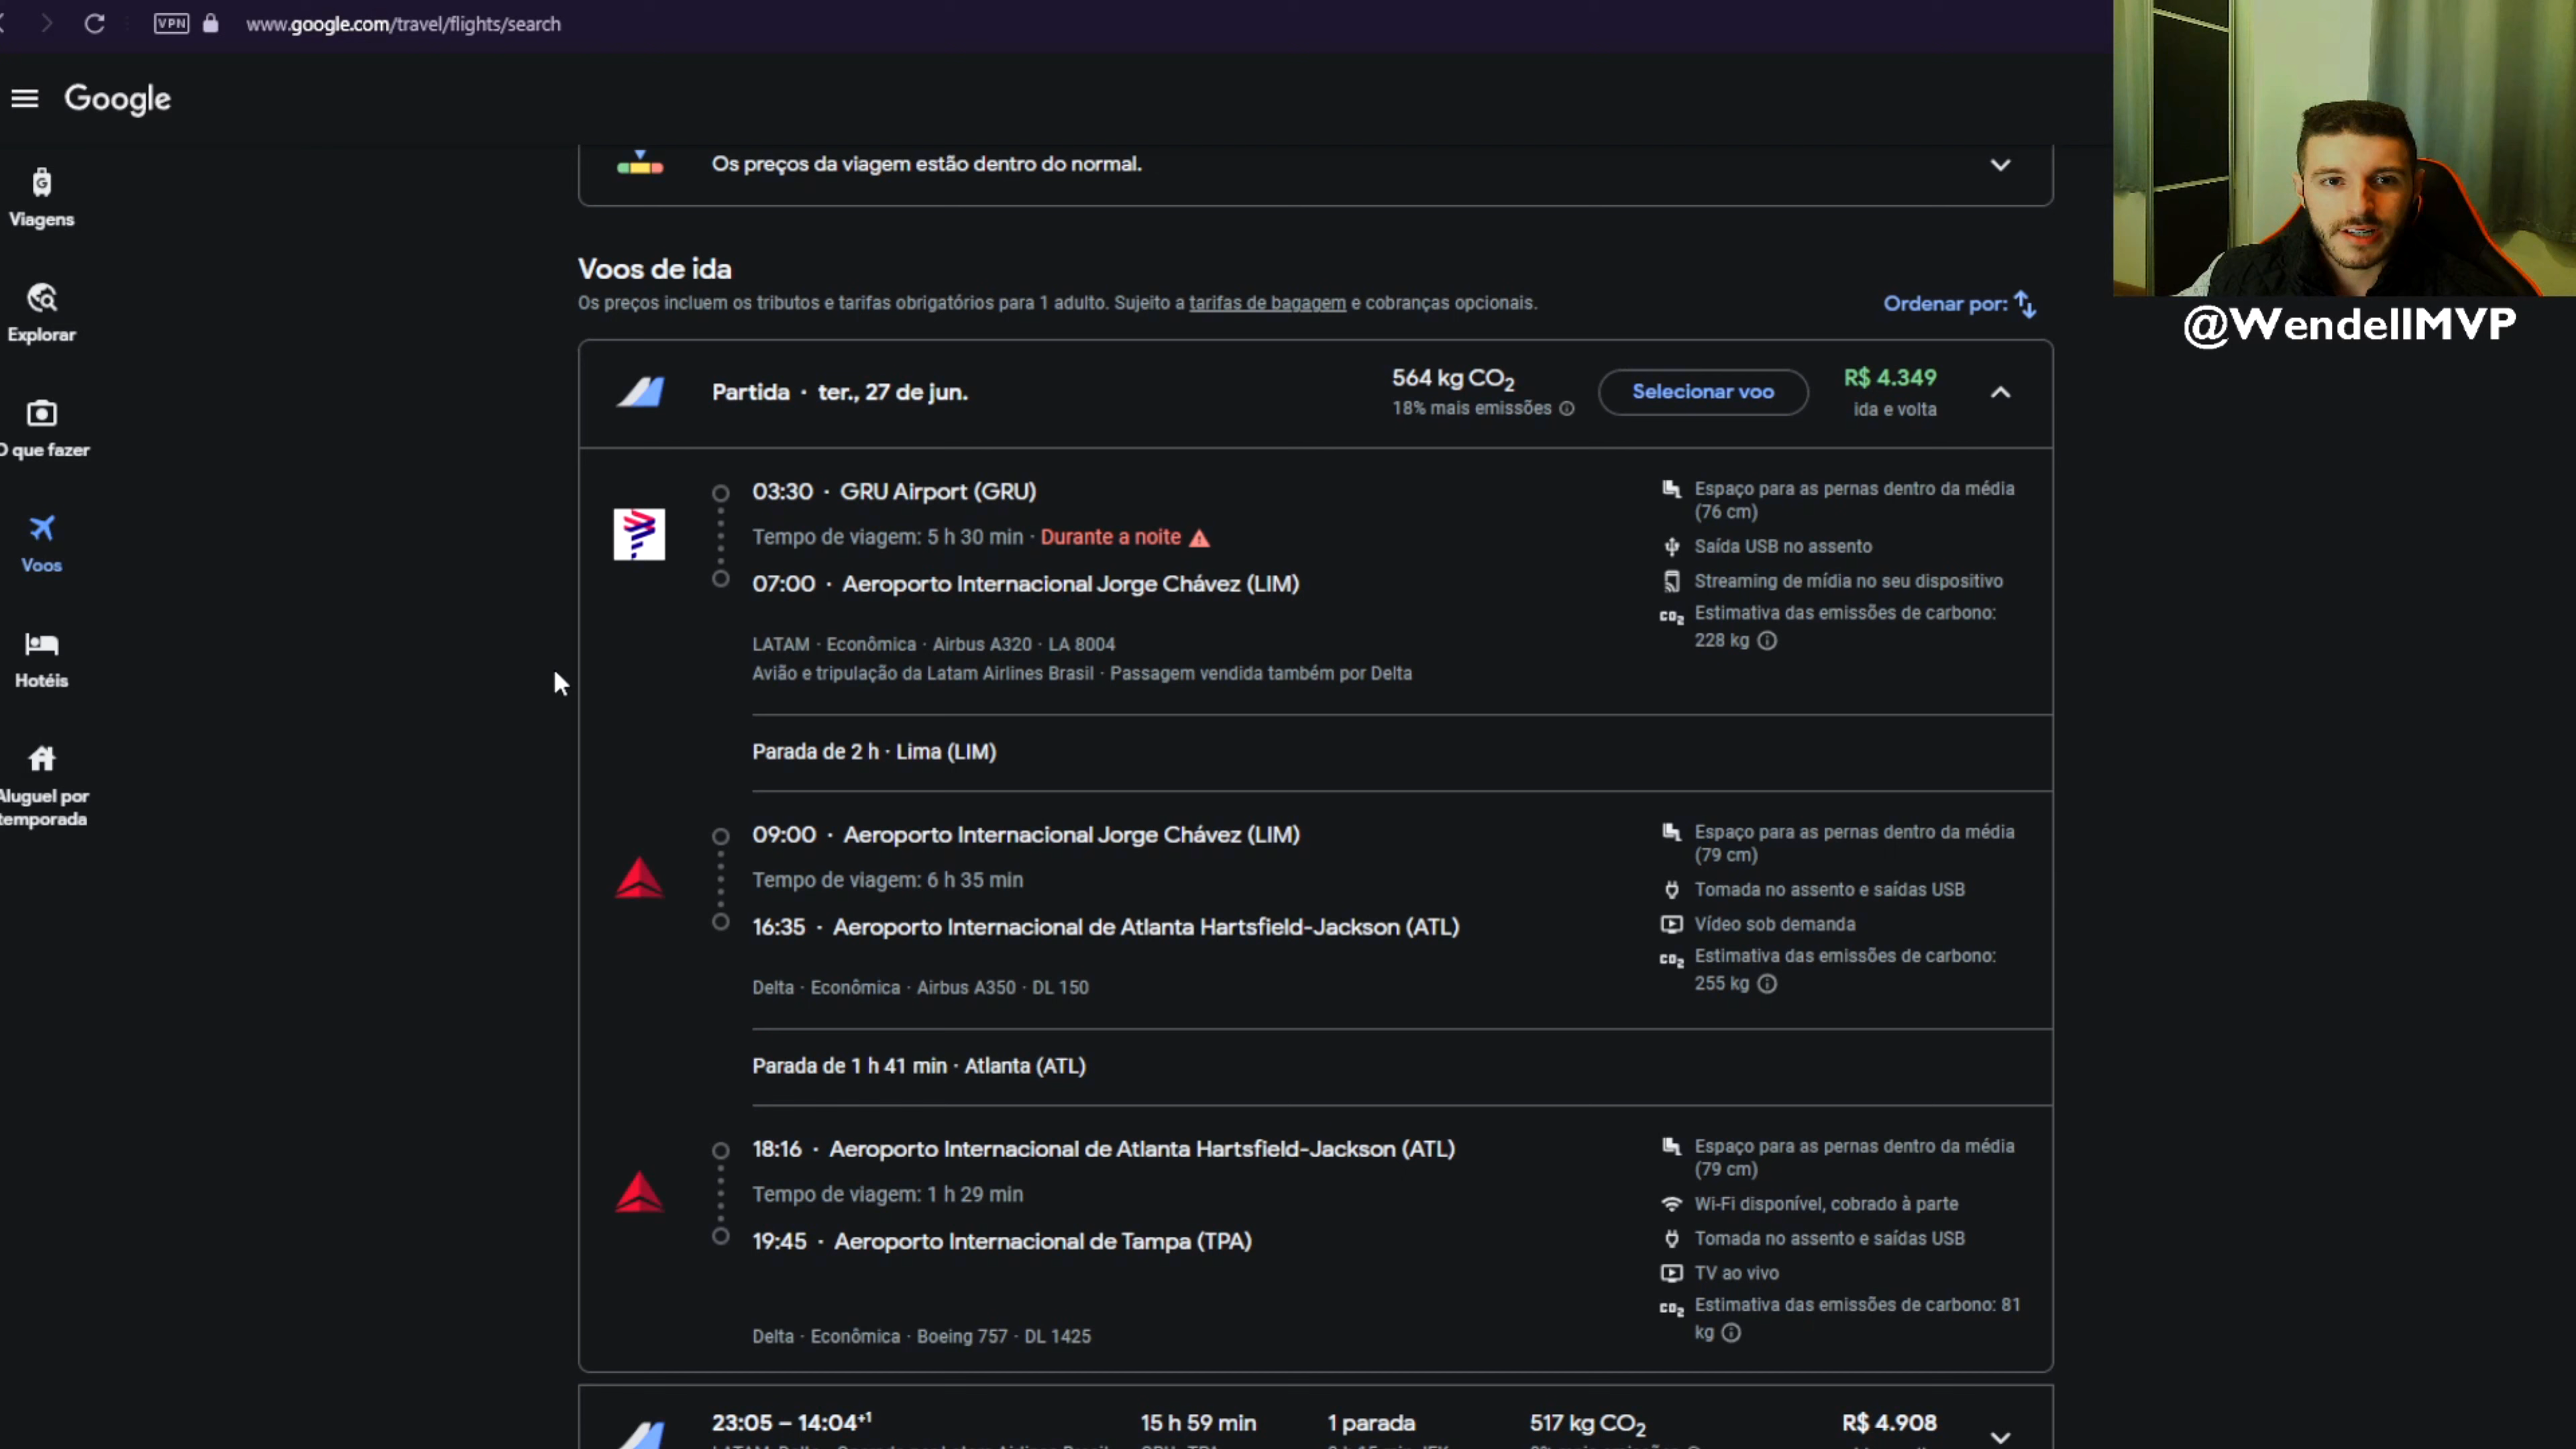 VPN
www.google.com/travel/flights/search
Google
Viagens
Explorar
O que fazer
Voos
Hotéis
Aluguel por
temporada
Os preços da viagem estão dentro do normal.
Voos de ida
Os preços incluem os tributos e tarifas obrigatórios para 1 adulto. Sujeito a tarifas de bagagem e cobranças opcionais.
Ordenar por:
@WendellMVP
Partida · ter., 27 de jun.
564 kg CO2
18% mais emissões
Selecionar voo
R$ 4.349
ida e volta
03:30 · GRU Airport (GRU)
Tempo de viagem: 5 h 30 min · Durante a noite
07:00 · Aeroporto Internacional Jorge Chávez (LIM)
LATAM · Econômica · Airbus A320 · LA 8004
Avião e tripulação da Latam Airlines Brasil · Passagem vendida também por Delta
Espaço para as pernas dentro da média
(76 cm)
Saída USB no assento
Streaming de mídia no seu dispositivo
CO2 Estimativa das emissões de carbono:
228 kg
Parada de 2 h · Lima (LIM)
09:00 · Aeroporto Internacional Jorge Chávez (LIM)
Tempo de viagem: 6 h 35 min
16:35 · Aeroporto Internacional de Atlanta Hartsfield-Jackson (ATL)
Delta · Econômica · Airbus A350 · DL 150
Espaço para as pernas dentro da média
(79 cm)
Tomada no assento e saídas USB
Vídeo sob demanda
CO2 Estimativa das emissões de carbono:
255 kg
Parada de 1 h 41 min · Atlanta (ATL)
18:16 · Aeroporto Internacional de Atlanta Hartsfield-Jackson (ATL)
Tempo de viagem: 1 h 29 min
19:45 · Aeroporto Internacional de Tampa (TPA)
Delta · Econômica · Boeing 757 · DL 1425
Espaço para as pernas dentro da média
(79 cm)
Wi-Fi disponível, cobrado à parte
Tomada no assento e saídas USB
TV ao vivo
CO2 Estimativa das emissões de carbono: 81
kg
23:05 – 14:04+1
15 h 59 min
1 parada
517 kg CO2
R$ 4.908